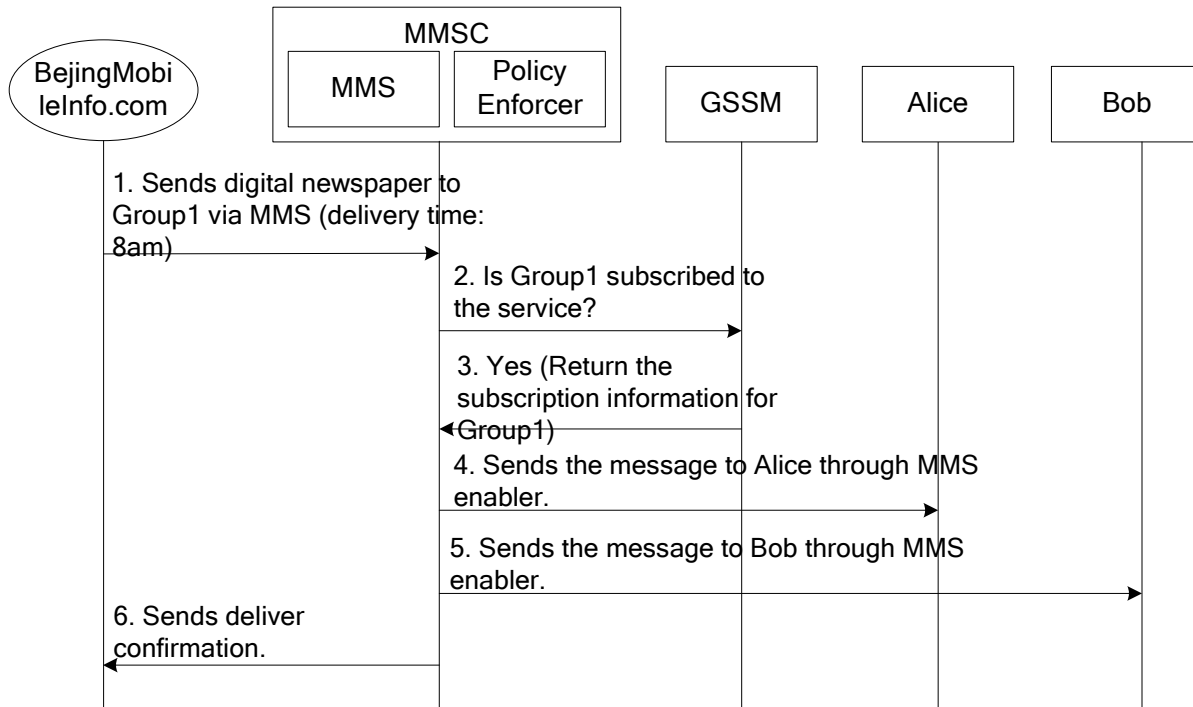 MMSC
BejingMobi
leInfo.com
MMS
Policy
Enforcer
GSSM
Alice
Bob
1. Sends digital newspaper to
Group1 via MMS (delivery time:
8am)
2. Is Group1 subscribed to
the service?
3. Yes (Return the
subscription information for
Group1)
4. Sends the message to Alice through MMS
enabler.
5. Sends the message to Bob through MMS
enabler.
6. Sends deliver
confirmation.